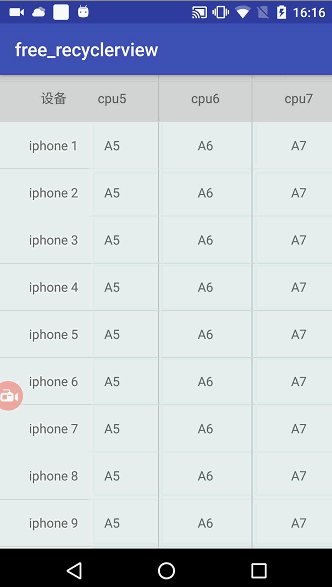 16:16
free_recyclerview
设备 cpu5 cpu6 cpu7
iphone 1 A5 A6 A7
iphone 2 A5 A6 A7
iphone 3 A5 A6 A7
iphone 4 A5 A6 A7
iphone 5 A5 A6 A7
iphone 6 A5 A6 A7
iphone 7 A5 A6 A7
iphone 8 A5 A6 A7
iphone 9 A5 A6 A7